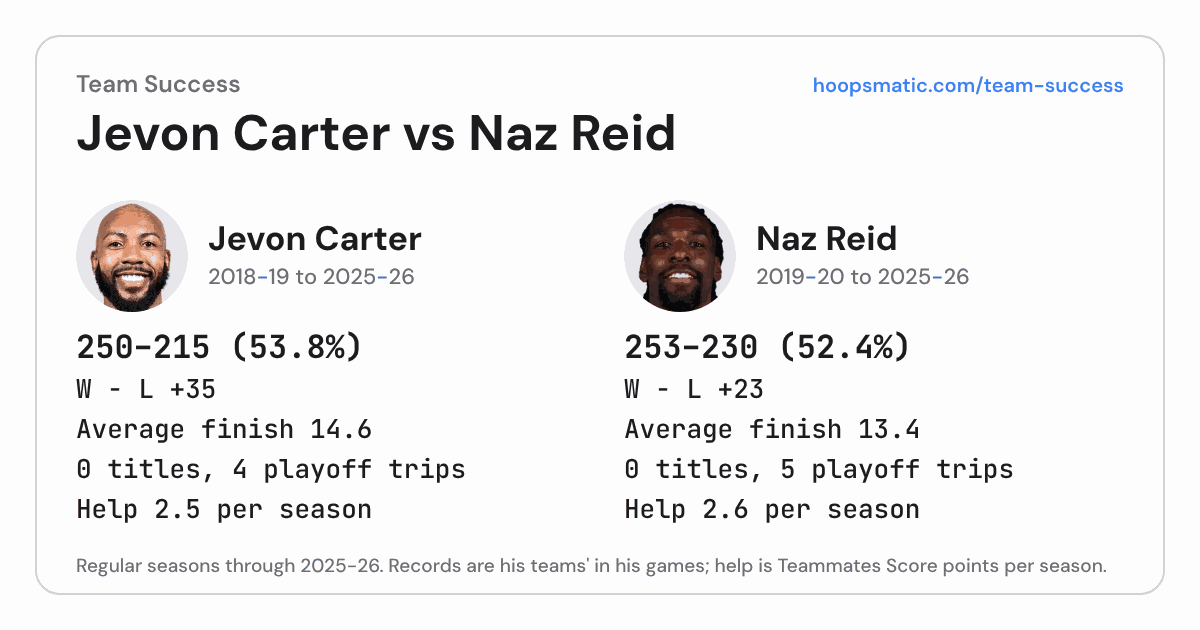 Team Success
hoopsmatic.com/team-success
Jevon Carter vs Naz Reid
Jevon Carter
2018-19 to 2025-26
250-215 (53.8%)
W - L +35
Average finish 14.6
0 titles, 4 playoff trips
Help 2.5 per season
Naz Reid
2019-20 to 2025-26
253-230 (52.4%)
W - L +23
Average finish 13.4
0 titles, 5 playoff trips
Help 2.6 per season
Regular seasons through 2025-26. Records are his teams' in his games; help is Teammates Score points per season.